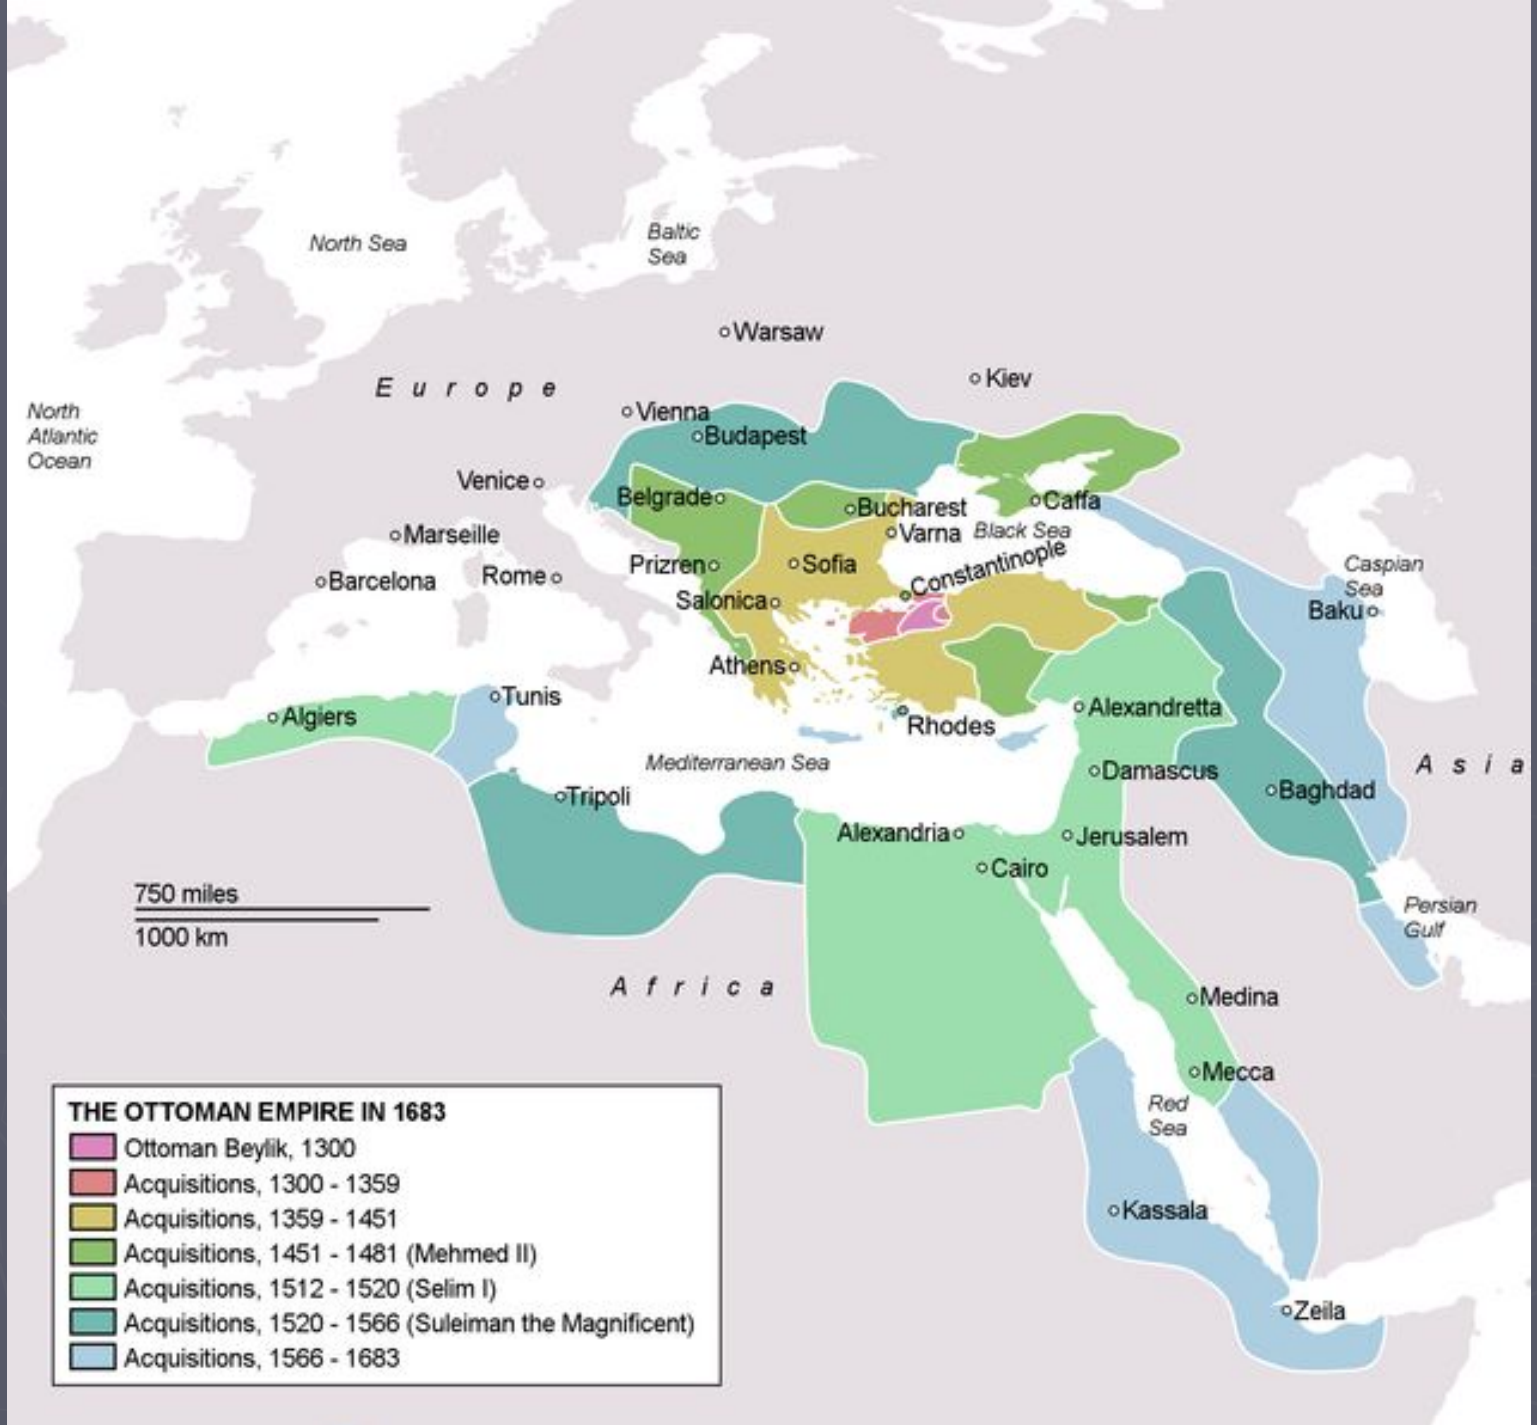 North Sea
Baltic
Sea
Warsaw
Europe
Kiev
North
Atlantic
Ocean
Vienna
Budapest
Venice
Belgrade
Bucharest
Caffa
Marseille
Varna
Black Sea
Prizren
Sofia
Constantinople
Caspian
Sea
Barcelona
Rome
Salonica
Baku
Athens
Tunis
Algiers
Alexandretta
Rhodes
Mediterranean Sea
Damascus
Asia
Tripoli
Baghdad
Alexandria
Jerusalem
Cairo
750 miles
1000 km
Persian
Gulf
Africa
Medina
Mecca
Red
Sea
Kassala
Zeila
THE OTTOMAN EMPIRE IN 1683
Ottoman Beylik, 1300
Acquisitions, 1300 - 1359
Acquisitions, 1359 - 1451
Acquisitions, 1451 - 1481 (Mehmed II)
Acquisitions, 1512 - 1520 (Selim I)
Acquisitions, 1520 - 1566 (Suleiman the Magnificent)
Acquisitions, 1566 - 1683